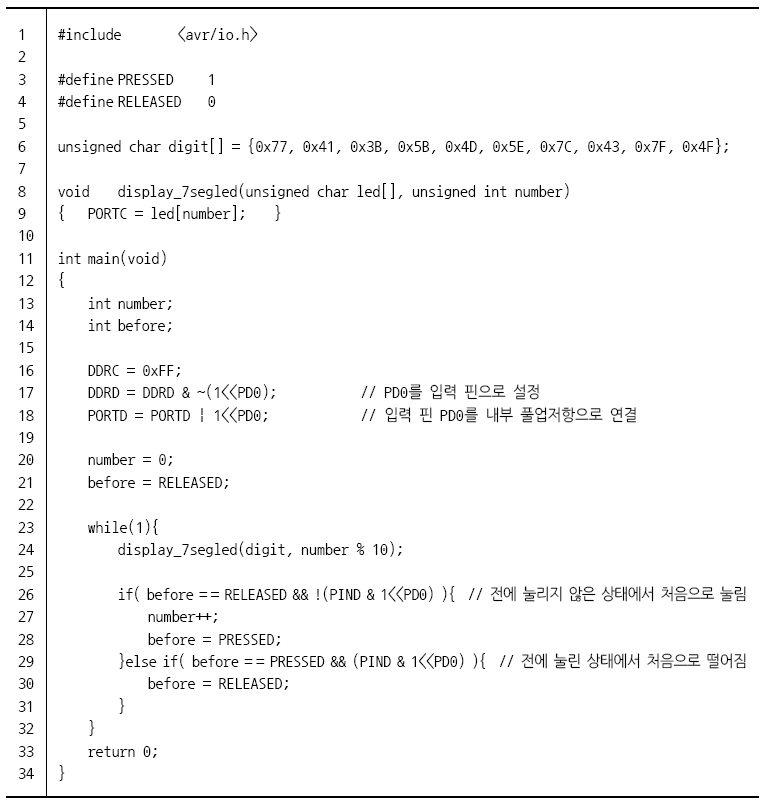 1 #include <avr/io.h>
2
3 #define PRESSED 1
4 #define RELEASED 0
5
6 unsigned char digit[] = {0x77, 0x41, 0x3B, 0x5B, 0x4D, 0x5E, 0x7C, 0x43, 0x7F, 0x4F};
7
8 void display_7segled(unsigned char led[], unsigned int number)
9 { PORTC = led[number]; }
10
11 int main(void)
12 {
13 int number;
14 int before;
15
16 DDRC = 0xFF;
17 DDRD = DDRD & ~(1<<PD0); // PD0를 입력 핀으로 설정
18 PORTD = PORTD | 1<<PD0; // 입력 핀 PD0를 내부 풀업저항으로 연결
19
20 number = 0;
21 before = RELEASED;
22
23 while(1){
24 display_7segled(digit, number % 10);
25
26 if( before == RELEASED && !(PIND & 1<<PD0) ){ // 전에 눌리지 않은 상태에서 처음으로 눌림
27 number++;
28 before = PRESSED;
29 }else if( before == PRESSED && (PIND & 1<<PD0) ){ // 전에 눌린 상태에서 처음으로 떨어짐
30 before = RELEASED;
31 }
32 }
33 return 0;
34 }